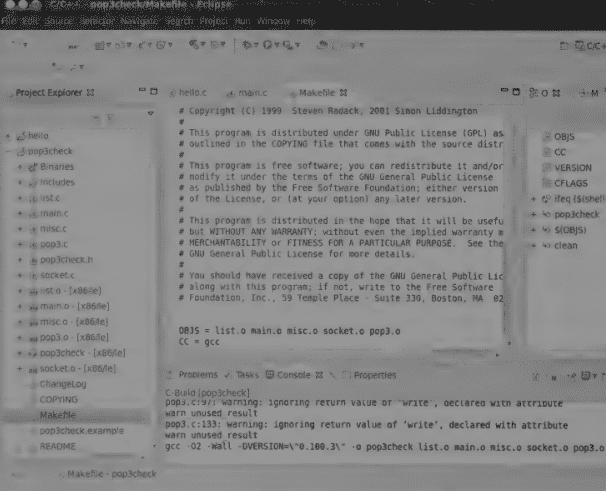 C/C++ - pop3check/Makefile - Eclipse
File Edit Source Refactor Navigate Search Project Run Window Help
C/C+
Project Explorer
hello.c main.c Makefile
O M
hello
pop3check
Binaries
Includes
list.c
main.c
misc.c
pop3.c
pop3check.h
socket.c
list.o - [x86/le]
main.o - [x86/le]
misc.o - [x86/le]
pop3.o - [x86/le]
pop3check - [x86/le]
socket.o - [x86/le]
ChangeLog
COPYING
Makefile
pop3check.example
README
# Copyright (C) 1999 Steven Radack, 2001 Simon Liddington
#
# This program is distributed under GNU Public License (GPL) as
# outlined in the COPYING file that comes with the source distr
#
# This program is free software; you can redistribute it and/or
# modify it under the terms of the GNU General Public License
# as published by the Free Software Foundation; either version
# of the License, or (at your option) any later version.
#
# This program is distributed in the hope that it will be usefu
# but WITHOUT ANY WARRANTY; without even the implied warranty
# MERCHANTABILITY or FITNESS FOR A PARTICULAR PURPOSE. See the
# GNU General Public License for more details.
#
# You should have received a copy of the GNU General Public Lic
# along with this program; if not, write to the Free Software
# Foundation, Inc., 59 Temple Place - Suite 330, Boston, MA 02
OBJS = list.o main.o misc.o socket.o pop3.o
CC = gcc
OBJS
CC
VERSION
CFLAGS
ifeq ($(shell
pop3check
$(OBJS)
clean
Problems Tasks Console Properties
C-Build [pop3check]
pop3.c:97: warning: ignoring return value of 'write', declared with attribute
warn unused result
pop3.c:133: warning: ignoring return value of 'write', declared with attribute
warn unused result
gcc -O2 -Wall -DVERSION=\"0.100.3\" -o pop3check list.o main.o misc.o socket.o pop3.o
Makefile - pop3check